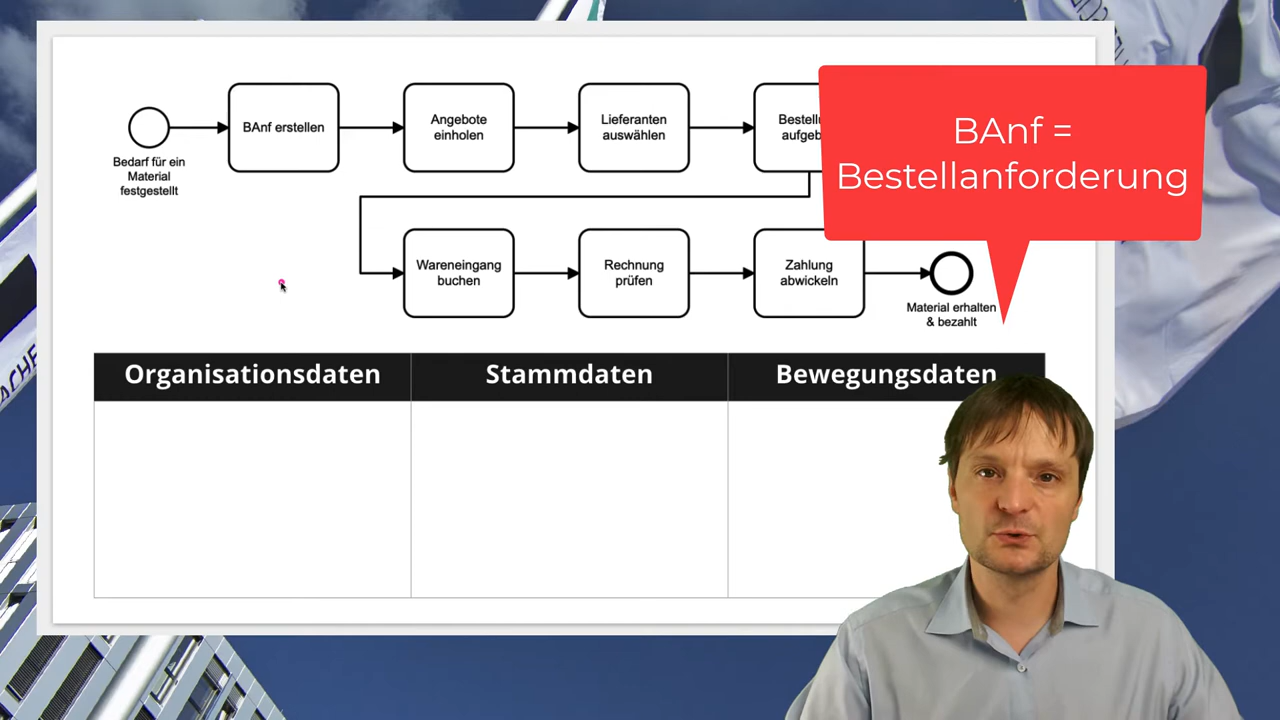 BAnf erstellen
Angebote
einholen
Lieferanten
auswählen
BAnf =
Bestellanforderung
Bedarf für ein
Material
festgestellt
Wareneingang
buchen
Rechnung
prüfen
Zahlung
abwickeln
Material erhalten
& bezahlt
Organisationsdaten
Stammdaten
Bewegungsdaten